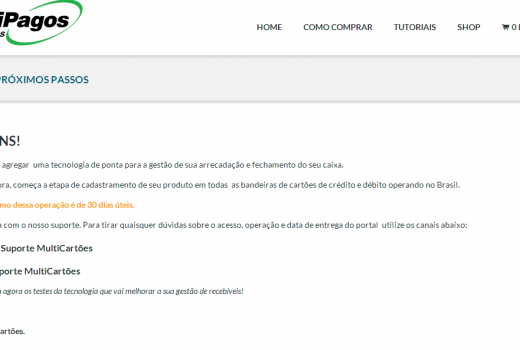 iPagos
HOME COMO COMPRAR TUTORIAIS SHOP 0
PRÓXIMOS PASSOS
NS!
agregar uma tecnologia de ponta para a gestão de sua arrecadação e fechamento do seu caixa.
ora, começa a etapa de cadastramento de seu produto em todas as bandeiras de cartões de crédito e débito operando no Brasil.
mo dessa operação é de 30 dias úteis.
a com o nosso suporte. Para tirar quaisquer dúvidas sobre o acesso, operação e data de entrega do portal utilize os canais abaixo:
Suporte MultiCartões
porte MultiCartões
agora os testes da tecnologia que vai melhorar a sua gestão de recebíveis!
artões.